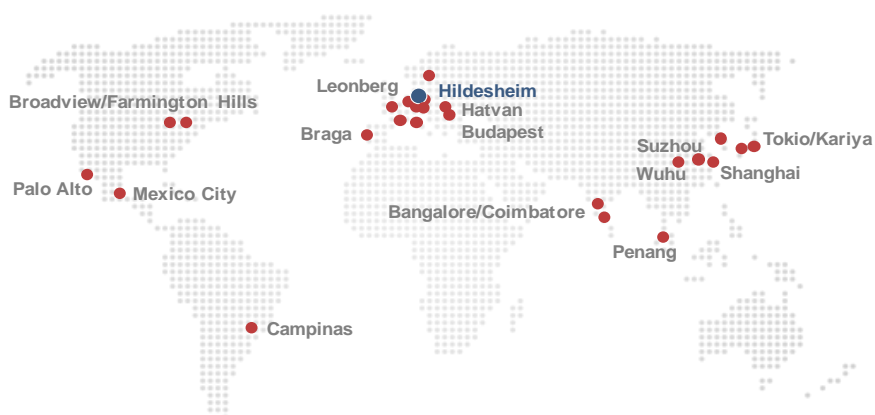 Leonberg
Hildesheim
Broadview/Farmington Hills
Hatvan
Braga
Budapest
Suzhou
Tokio/Kariya
Wuhu
Shanghai
Palo Alto
Mexico City
Bangalore/Coimbatore
Penang
Campinas